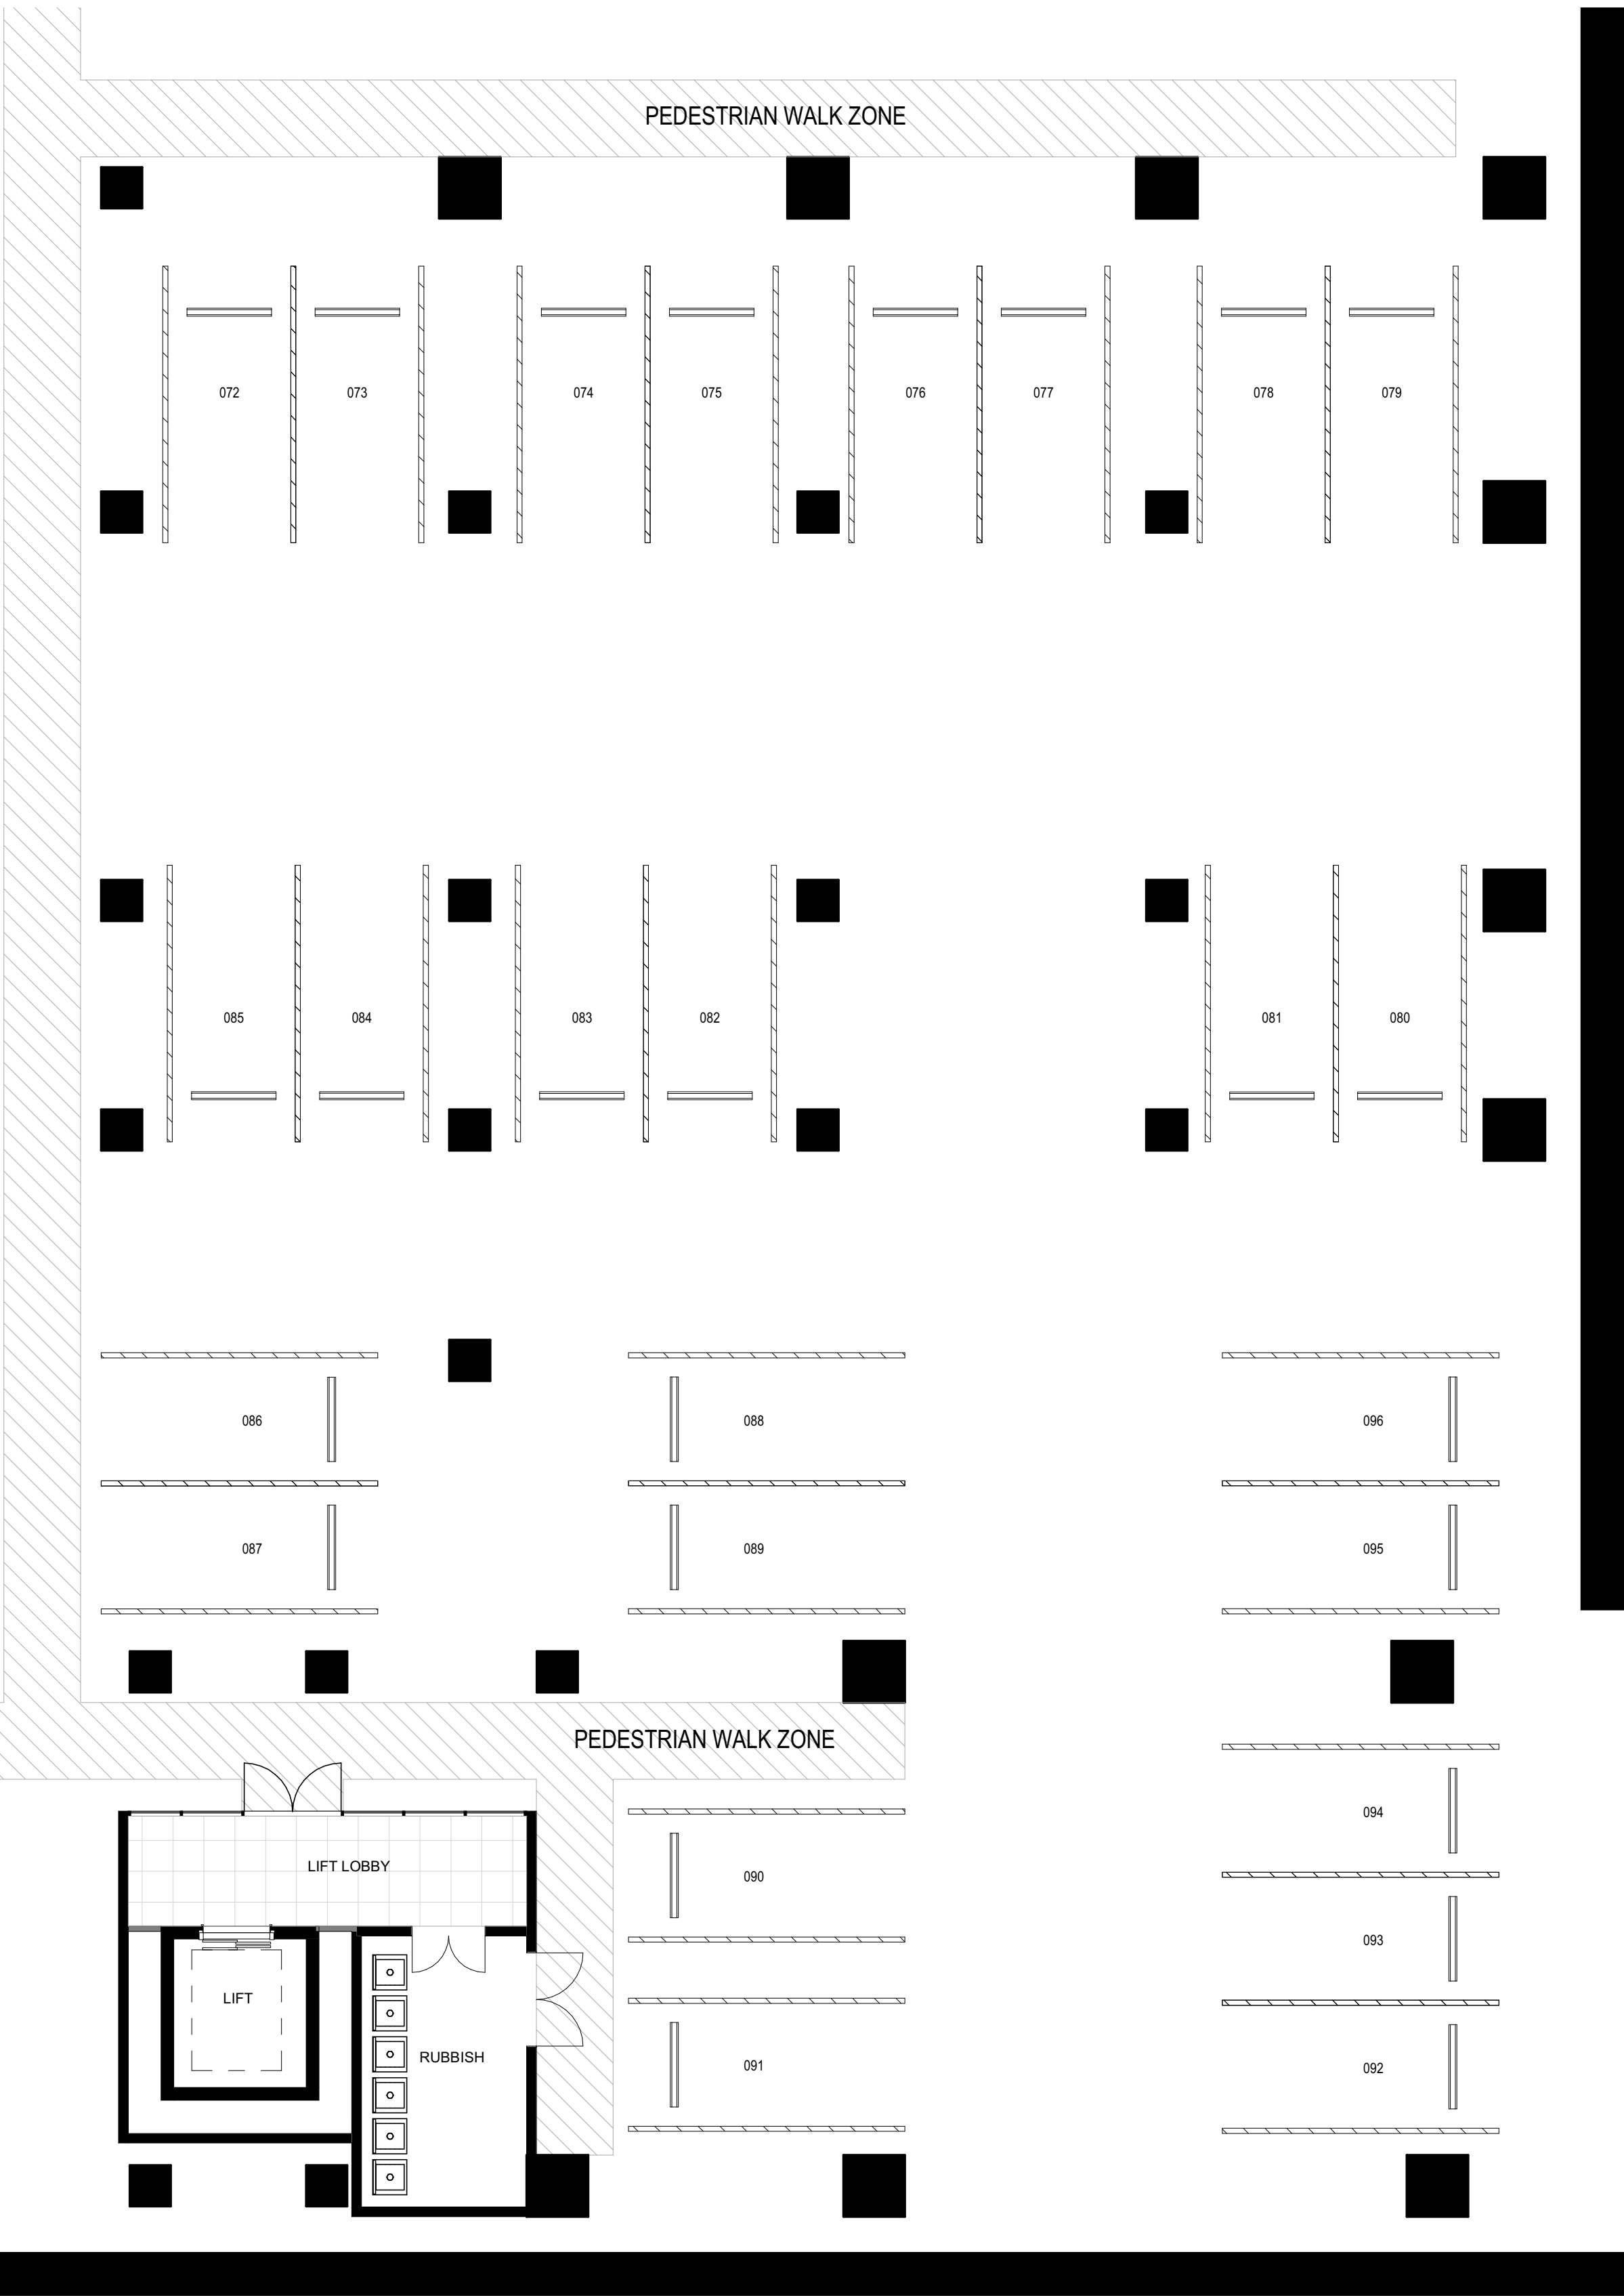 PEDESTRIAN WALK ZONE
072 073 074 075 076 077 078 079
085 084 083 082 081 080
086 088 096
087 089 095
PEDESTRIAN WALK ZONE
094
LIFT LOBBY
090
093
LIFT
RUBBISH
091
092